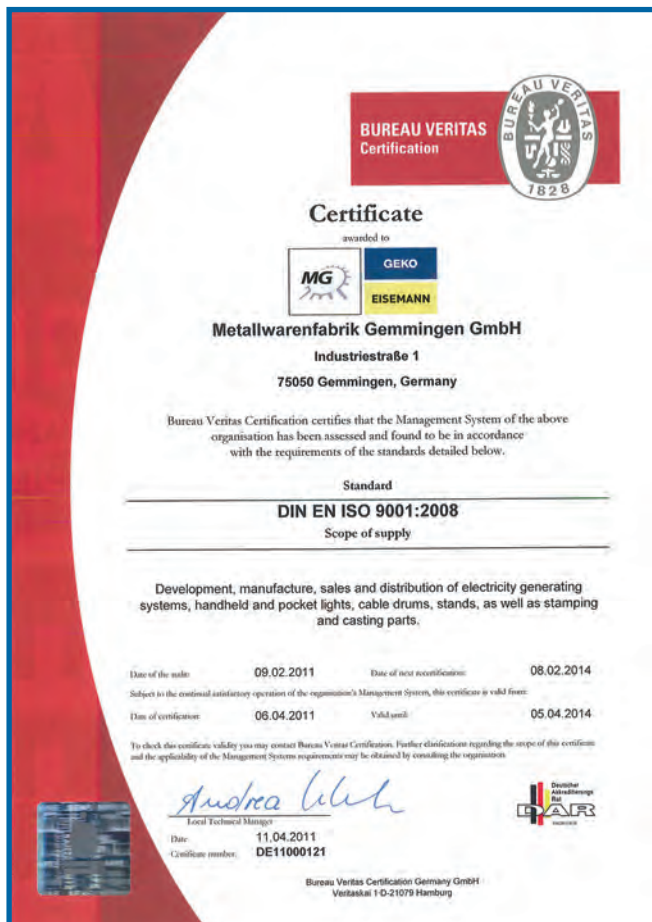 BUREAU VERITAS
Certification
BUREAU VERITAS
1828
Certificate
awarded to
MG
GEKO
EISEMANN
Metallwarenfabrik Gemmingen GmbH
Industriestraße 1
75050 Gemmingen, Germany
Bureau Veritas Certification certifies that the Management System of the above
organisation has been assessed and found to be in accordance
with the requirements of the standards detailed below.
Standard
DIN EN ISO 9001:2008
Scope of supply
Development, manufacture, sales and distribution of electricity generating
systems, handheld and pocket lights, cable drums, stands, as well as stamping
and casting parts.
Date of the audit: 09.02.2011 Date of next recertification: 08.02.2014
Subject to the continued satisfactory operation of the organisation's Management System, this certificate is valid from:
Date of certification: 06.04.2011 Valid until: 05.04.2014
To check this certificate validity you may contact Bureau Veritas Certification. Further clarifications regarding the scope of this certificate
and the applicability of the Management Systems requirements may be obtained by consulting the organisation.
Andrea
Local Technical Manager
Deutscher
Akkreditierungs
Rat
DAR
Date: 11.04.2011
Certificate number: DE11000121
Bureau Veritas Certification Germany GmbH
Veritaskai 1·D-21079 Hamburg